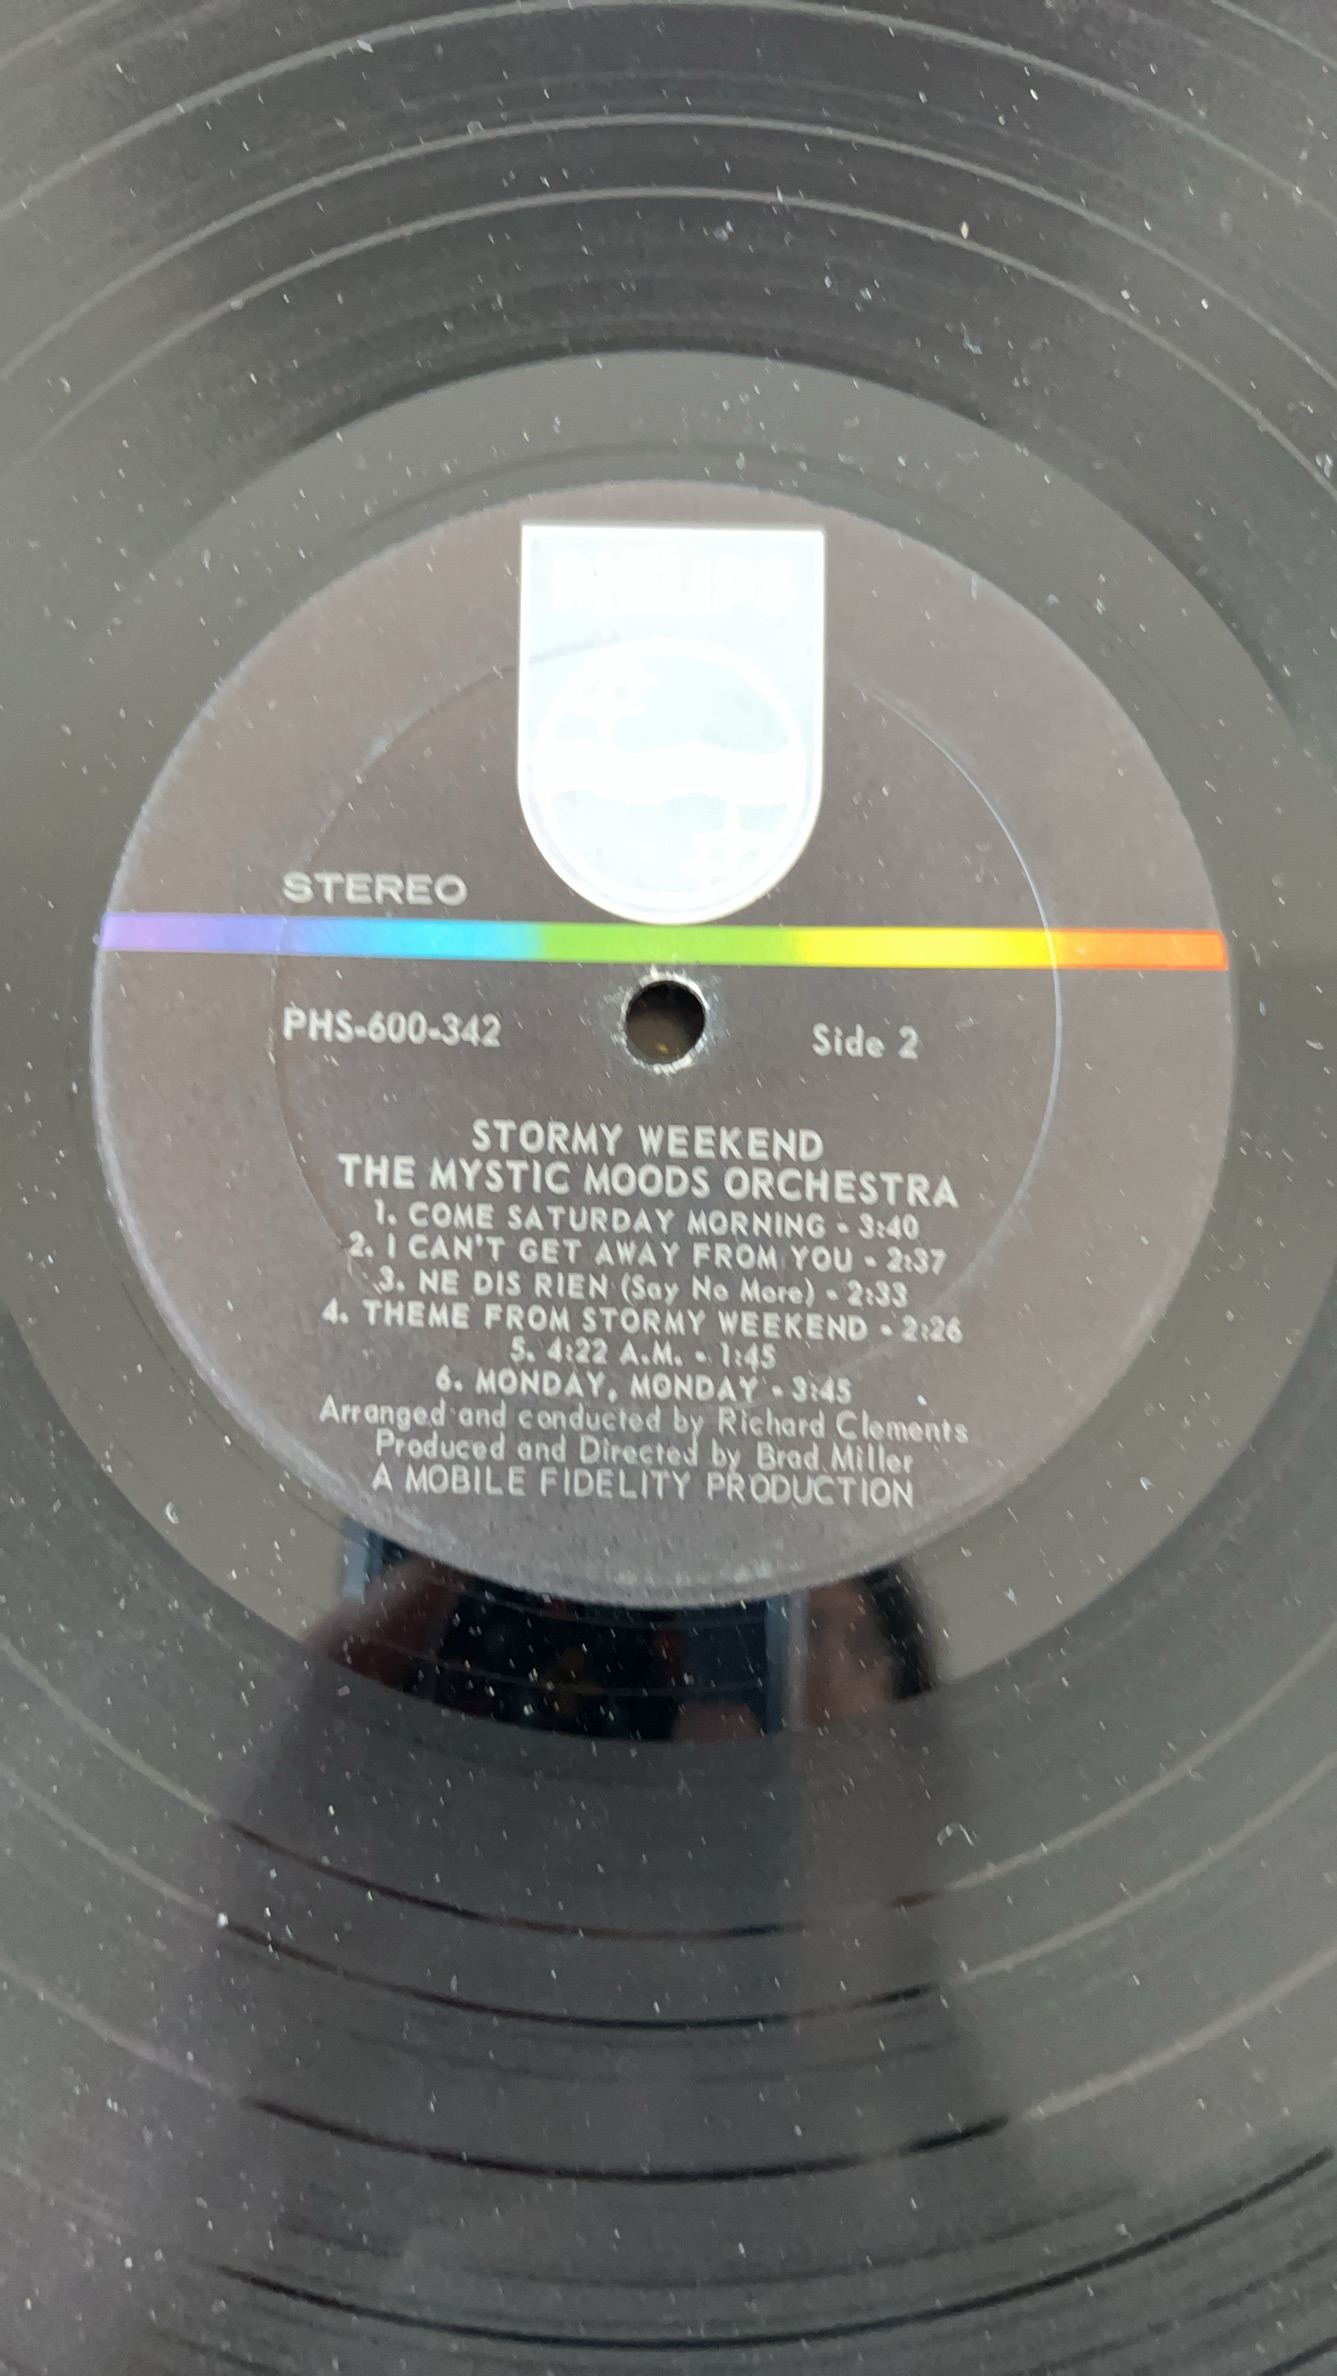 PHILIPS
STEREO
PHS-600-342
Side 2
STORMY WEEKEND
THE MYSTIC MOODS ORCHESTRA
1. COME SATURDAY MORNING - 3:40
2. I CAN'T GET AWAY FROM YOU - 2:37
3. NE DIS RIEN (Say No More) - 2:33
4. THEME FROM STORMY WEEKEND - 2:26
5. 4:22 A.M. - 1:45
6. MONDAY, MONDAY - 3:45
Arranged and conducted by Richard Clements
Produced and Directed by Brad Miller
A MOBILE FIDELITY PRODUCTION